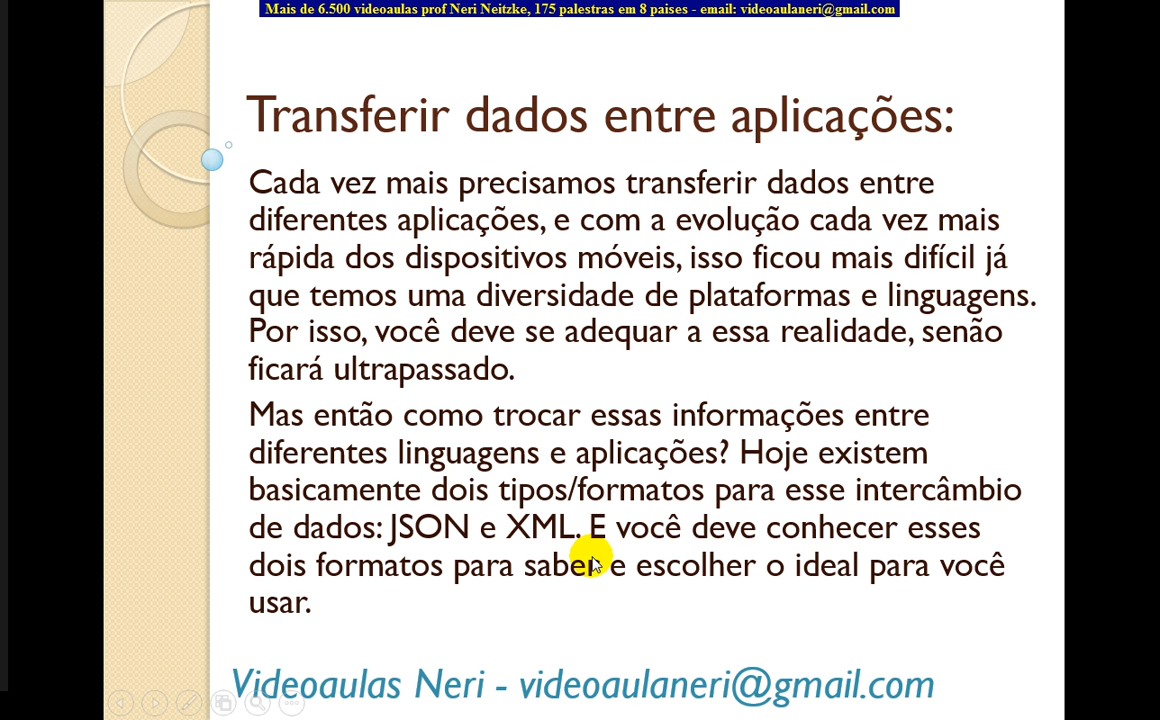 Mais de 6.500 videoaulas prof Neri Neitzke, 175 palestras em 8 paises - email: videoaulaneri@gmail.com
Transferir dados entre aplicações:
Cada vez mais precisamos transferir dados entre
diferentes aplicações, e com a evolução cada vez mais
rápida dos dispositivos móveis, isso ficou mais difícil já
que temos uma diversidade de plataformas e linguagens.
Por isso, você deve se adequar a essa realidade, senão
ficará ultrapassado.
Mas então como trocar essas informações entre
diferentes linguagens e aplicações? Hoje existem
basicamente dois tipos/formatos para esse intercâmbio
de dados: JSON e XML. E você deve conhecer esses
dois formatos para saber e escolher o ideal para você
usar.
Videoaulas Neri - videoaulaneri@gmail.com